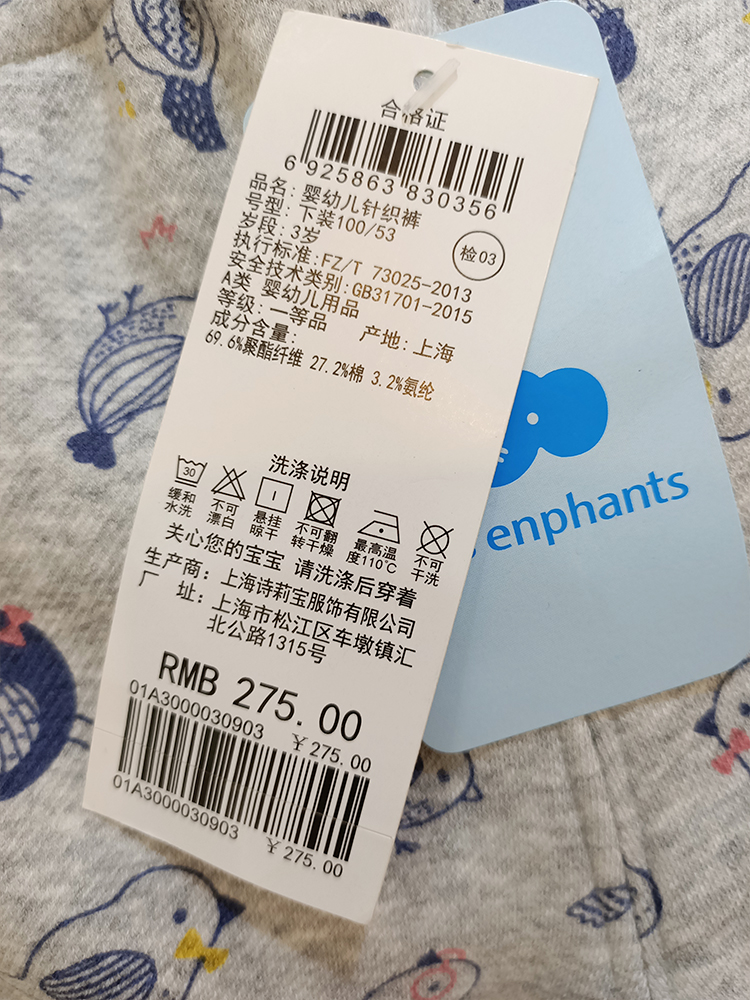 合格证
6 925863 830356
品名: 婴幼儿针织裤
号型: 下装100/53
岁段: 3岁
检03
执行标准:FZ/T 73025-2013
安全技术类别:GB31701-2015
A类 婴幼儿用品
等级: 一等品 产地: 上海
成分含量:
69.6%聚酯纤维 27.2%棉 3.2%氨纶
洗涤说明
30
缓和
水洗
不可
漂白
悬挂
晾干
不可翻
转干燥
最高温
度110℃
不可
干洗
关心您的宝宝 请洗涤后穿着
生产商: 上海诗莉宝服饰有限公司
厂 址: 上海市松江区车墩镇汇
北公路1315号
RMB 275.00
01A3000030903 ¥275.00
01A3000030903 ¥275.00
enphants